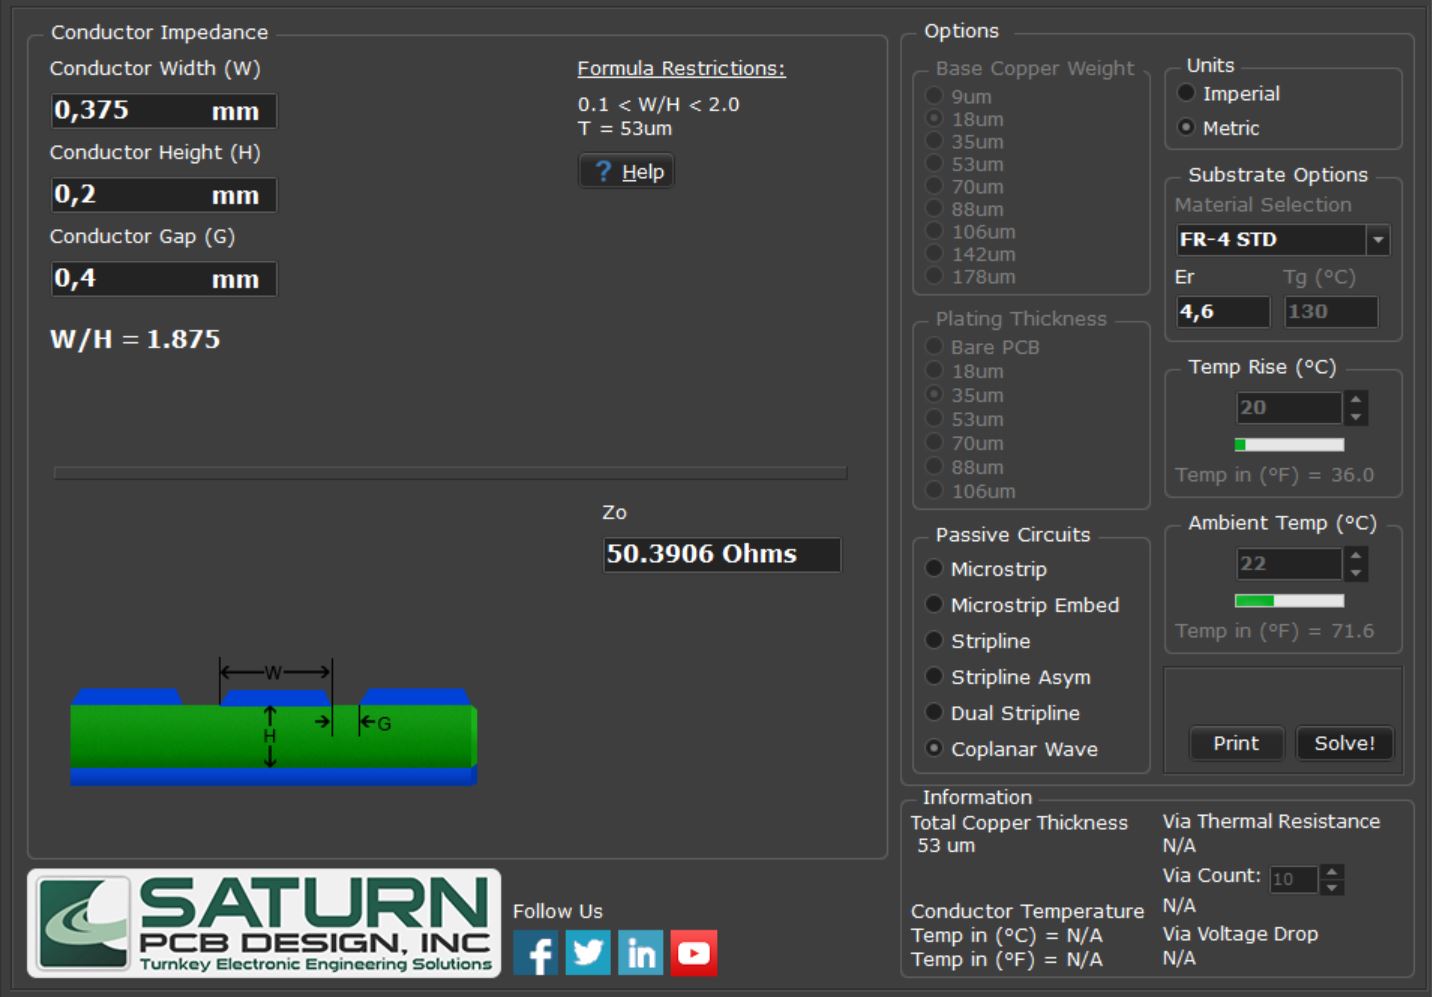 Conductor Impedance
Conductor Width (W)
0,375 mm
Conductor Height (H)
0,2 mm
Conductor Gap (G)
0,4 mm
W/H = 1.875
Formula Restrictions:
0.1 < W/H < 2.0
T = 53um
? Help
Zo
50.3906 Ohms
W
H
G
SATURN
PCB DESIGN, INC
Turnkey Electronic Engineering Solutions
Follow Us
f
in
Options
Base Copper Weight
9um
18um
35um
53um
70um
88um
106um
142um
178um
Plating Thickness
Bare PCB
18um
35um
53um
70um
88um
106um
Passive Circuits
Microstrip
Microstrip Embed
Stripline
Stripline Asym
Dual Stripline
Coplanar Wave
Units
Imperial
Metric
Substrate Options
Material Selection
FR-4 STD
Er Tg (°C)
4,6 130
Temp Rise (°C)
20
Temp in (°F) = 36.0
Ambient Temp (°C)
22
Temp in (°F) = 71.6
Print Solve!
Information
Total Copper Thickness
53 um
Conductor Temperature
Temp in (°C) = N/A
Temp in (°F) = N/A
Via Thermal Resistance
N/A
Via Count: 10
N/A
Via Voltage Drop
N/A